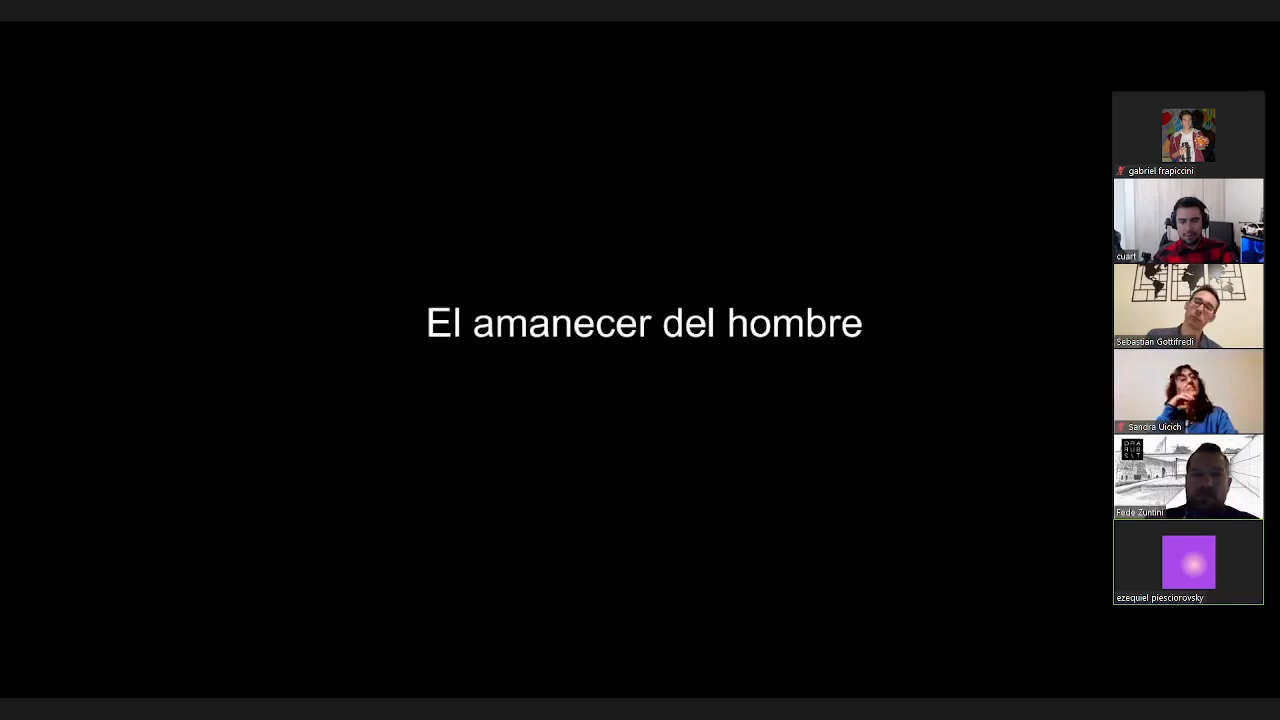 El amanecer del hombre
gabriel frapiccini
cuart
Sebastian Gottifredi
Sandra Uicich
Fede Zuntini
ezequiel piesciorovsky